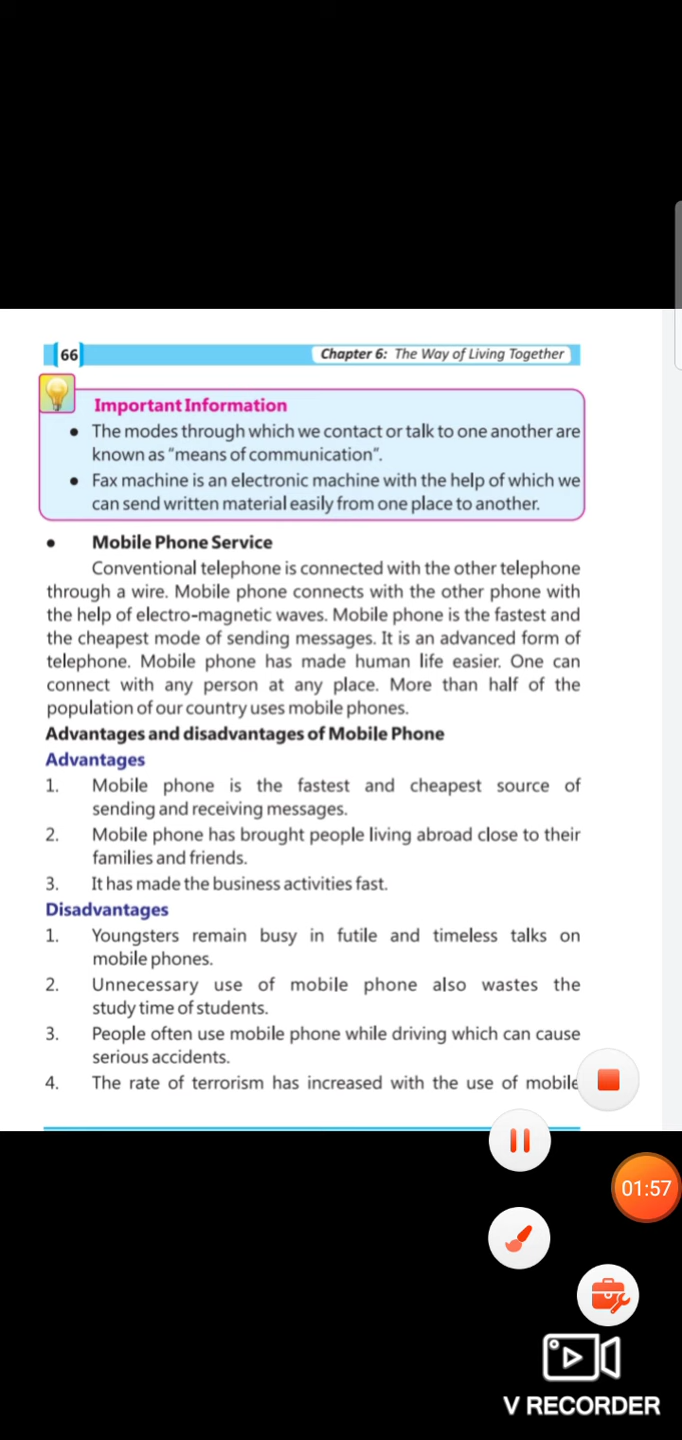 66
Chapter 6: The Way of Living Together
Important Information
• The modes through which we contact or talk to one another are
known as "means of communication".
• Fax machine is an electronic machine with the help of which we
can send written material easily from one place to another.
• Mobile Phone Service
Conventional telephone is connected with the other telephone
through a wire. Mobile phone connects with the other phone with
the help of electro-magnetic waves. Mobile phone is the fastest and
the cheapest mode of sending messages. It is an advanced form of
telephone. Mobile phone has made human life easier. One can
connect with any person at any place. More than half of the
population of our country uses mobile phones.
Advantages and disadvantages of Mobile Phone
Advantages
1. Mobile phone is the fastest and cheapest source of
sending and receiving messages.
2. Mobile phone has brought people living abroad close to their
families and friends.
3. It has made the business activities fast.
Disadvantages
1. Youngsters remain busy in futile and timeless talks on
mobile phones.
2. Unnecessary use of mobile phone also wastes the
study time of students.
3. People often use mobile phone while driving which can cause
serious accidents.
4. The rate of terrorism has increased with the use of mobile
01:57
V RECORDER